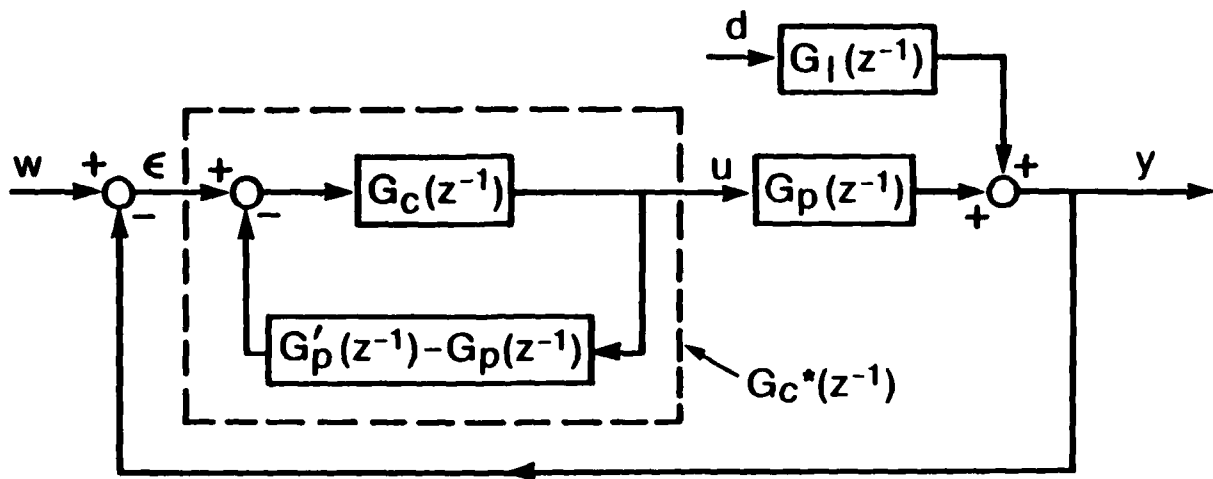 d
G_l(z^{-1})
w + ε + G_c(z^{-1}) u G_p(z^{-1}) + y
- - +
G'_p(z^{-1}) - G_p(z^{-1})
G_c*(z^{-1})